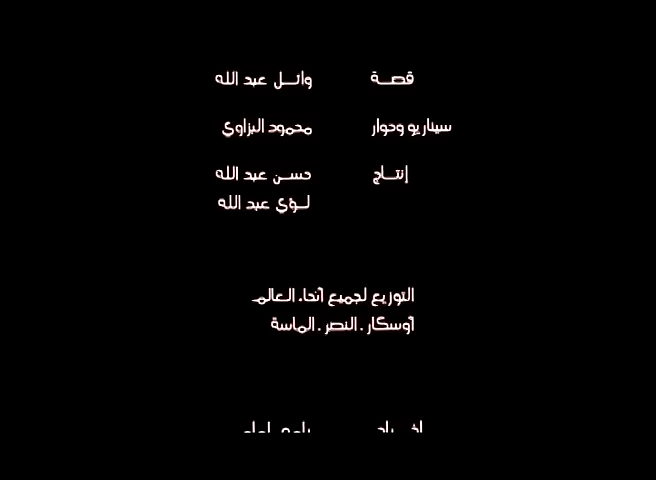 قصة وائل عبد الله
سيناريو وحوار محمود البزاوي
إنتاج حسن عبد الله
لؤي عبد الله
التوزيع لجميع أنحاء العالم
أوسكار . النصر . الماسة